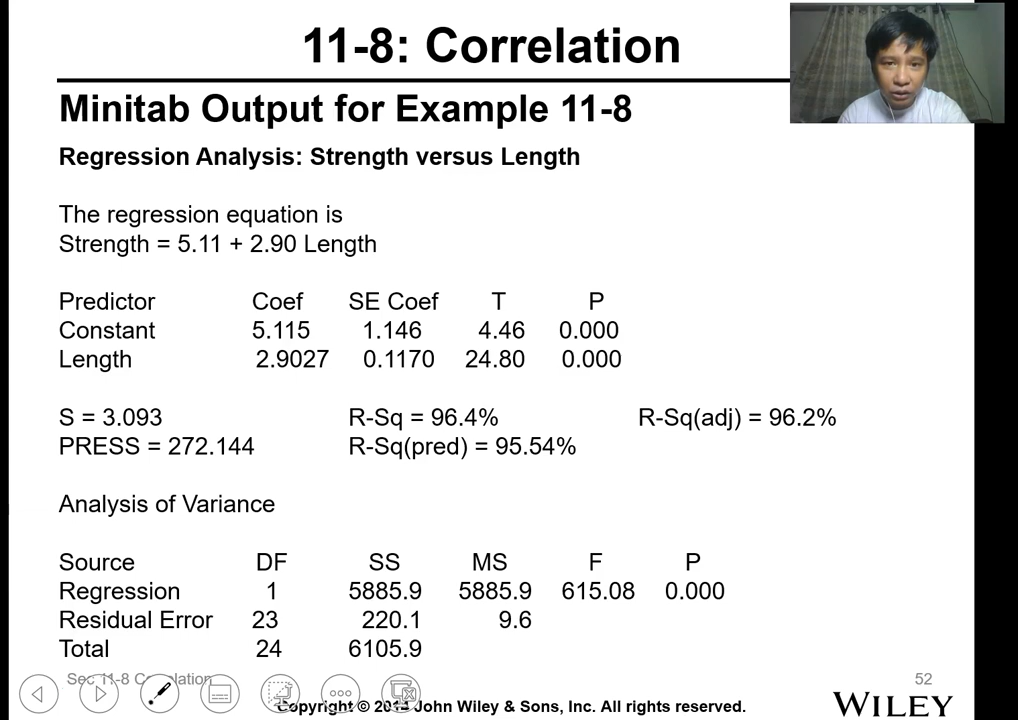 11-8: Correlation
Minitab Output for Example 11-8
Regression Analysis: Strength versus Length
The regression equation is
Strength = 5.11 + 2.90 Length
Predictor Coef SE Coef T P
Constant 5.115 1.146 4.46 0.000
Length 2.9027 0.1170 24.80 0.000
S = 3.093 R-Sq = 96.4% R-Sq(adj) = 96.2%
PRESS = 272.144 R-Sq(pred) = 95.54%
Analysis of Variance
Source DF SS MS F P
Regression 1 5885.9 5885.9 615.08 0.000
Residual Error 23 220.1 9.6
Total 24 6105.9
Sec 11-8 Correlation 52
Copyright © John Wiley & Sons, Inc. All rights reserved.
WILEY